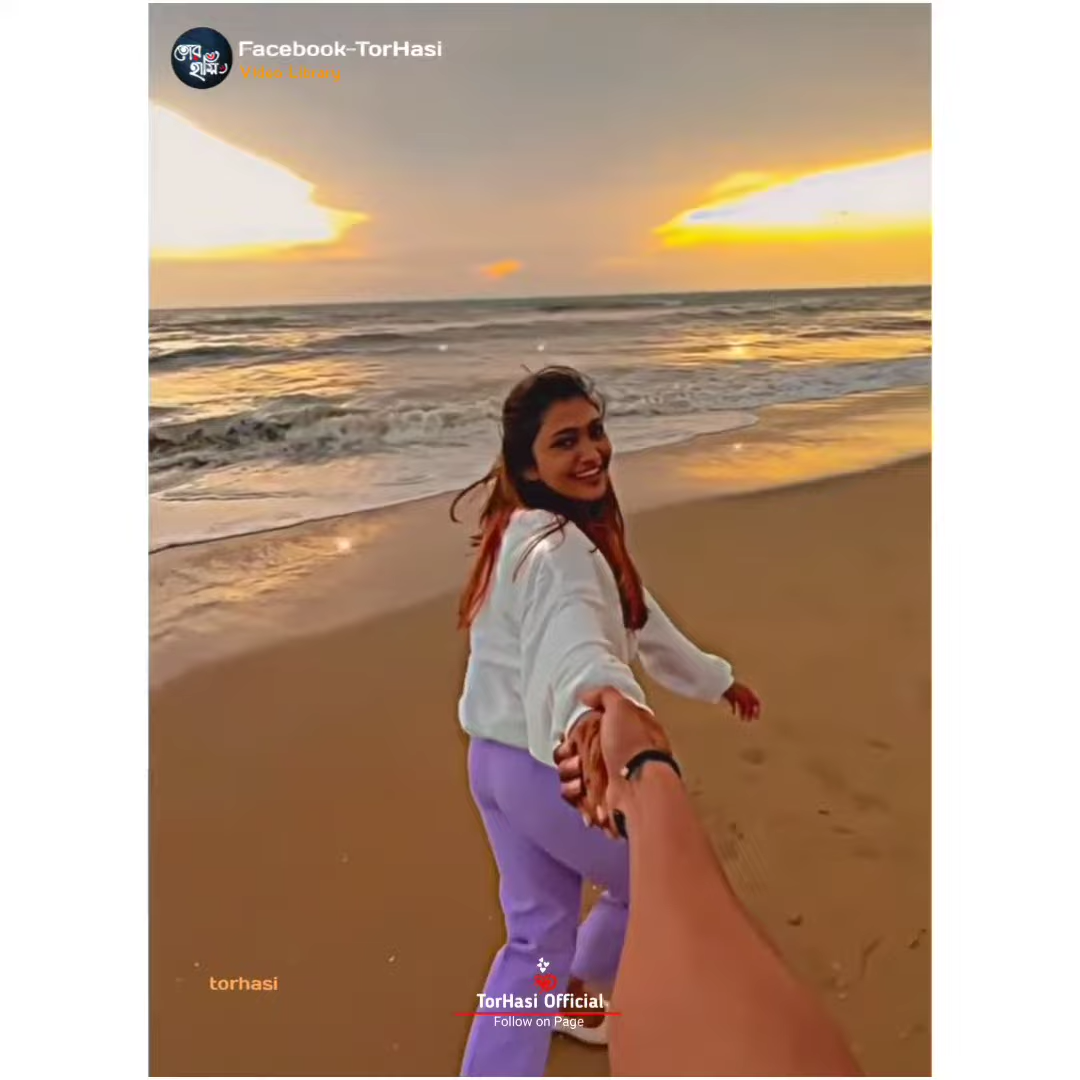 তোর
হাসি
Facebook-TorHasi
Video Library
torhasi
TorHasi Official
Follow on Page